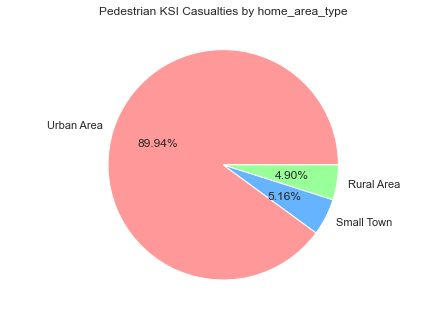 Pedestrian KSI Casualties by home_area_type
Urban Area
89.94%
4.90%
Rural Area
5.16%
Small Town